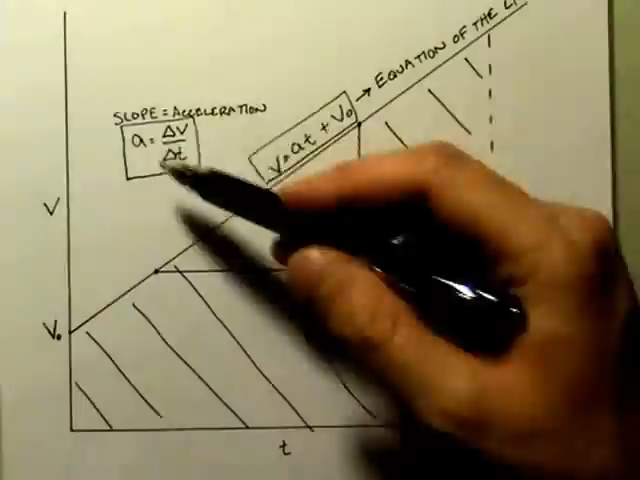 EQUATION OF THE
SLOPE = ACCELERATION
a = ΔV
Δt
V = at + V₀
V
V₀
t